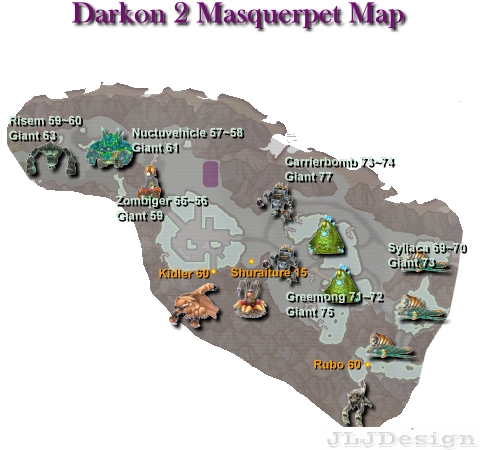 Darkon 2 Masquerpet Map
Risem 59~60
Giant 63
Nuctuvehicle 57~58
Giant 61
Carrierbomb 73~74
Giant 77
Zombiger 55~56
Giant 59
Syliaca 69~70
Giant 73
Kidler 60
Shuraiture 15
Greemong 71~72
Giant 75
Rubo 60
JLJDesign